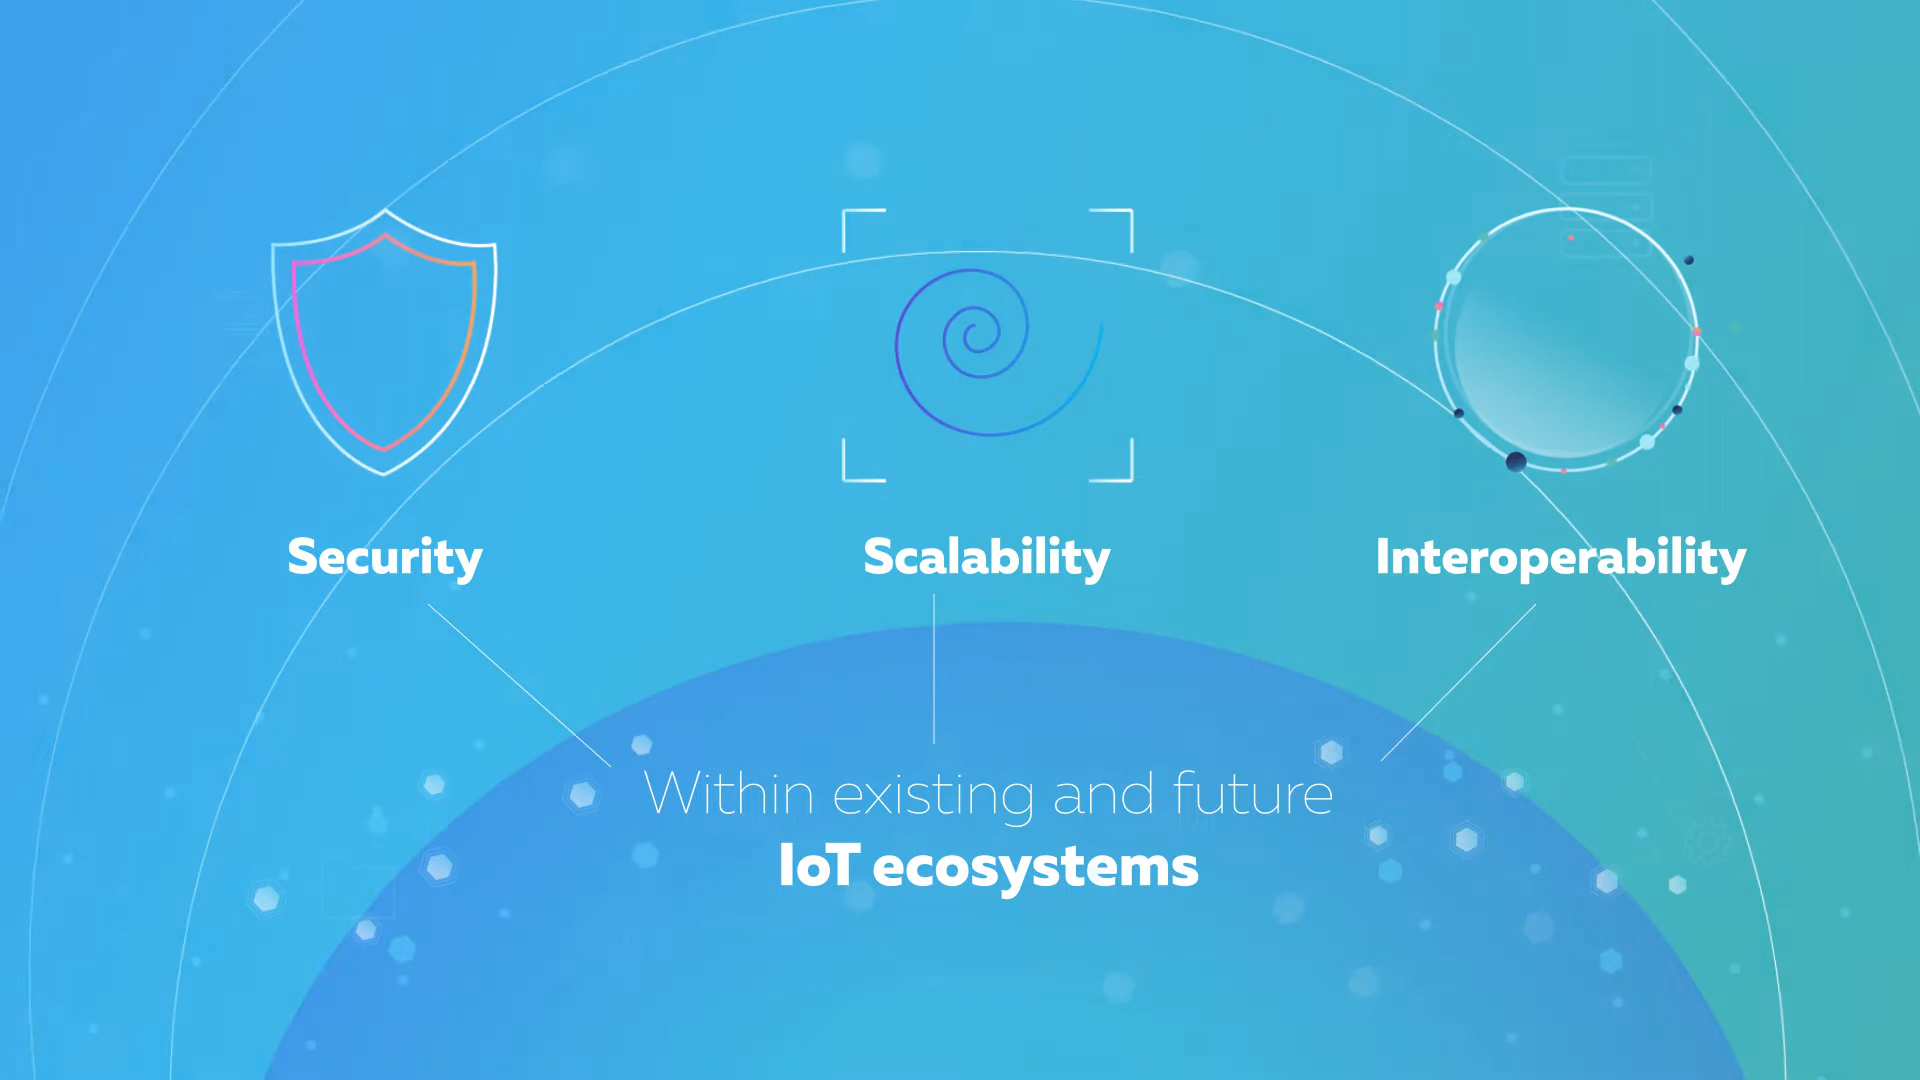 Security
Scalability
Interoperability
Within existing and future
IoT ecosystems